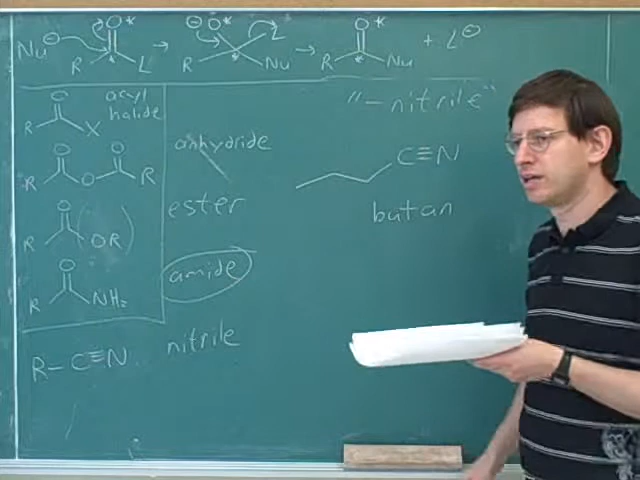 Nu⊖ R O* L → ⊖O* R L Nu → O* R Nu + L⊖
R O X acyl halide
"-nitrile"
R O O O R anhydride
C≡N
R O OR ester
butan
R O NH₂ amide
R-C≡N nitrile